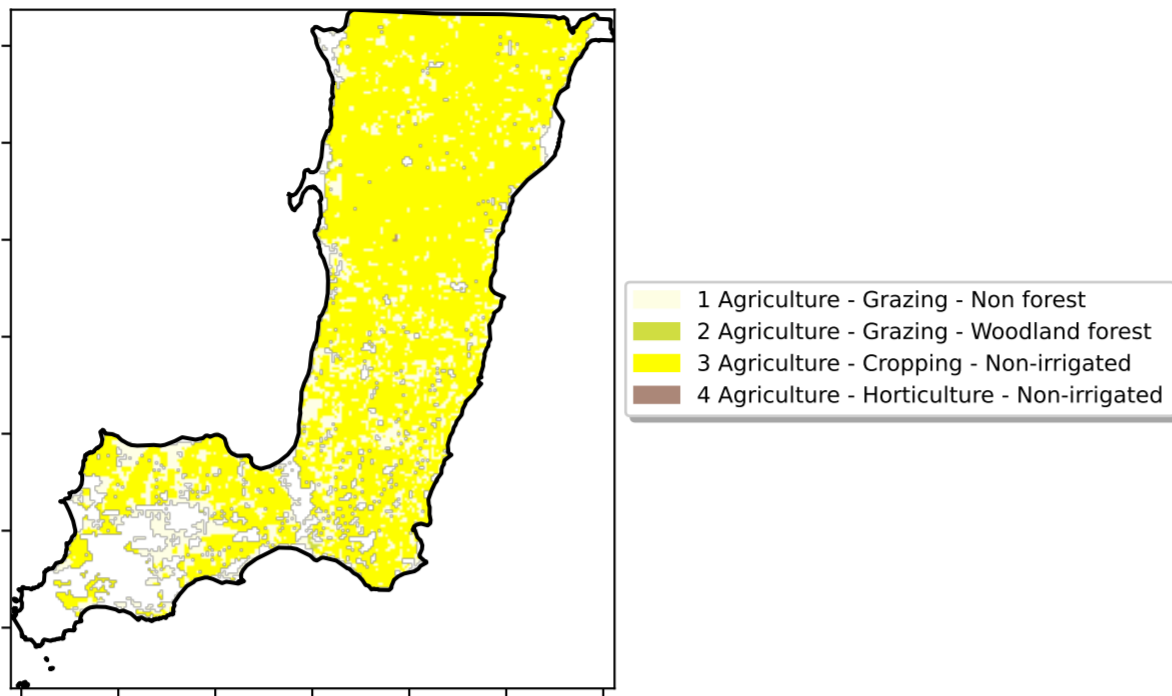 1 Agriculture - Grazing - Non forest
2 Agriculture - Grazing - Woodland forest
3 Agriculture - Cropping - Non-irrigated
4 Agriculture - Horticulture - Non-irrigated